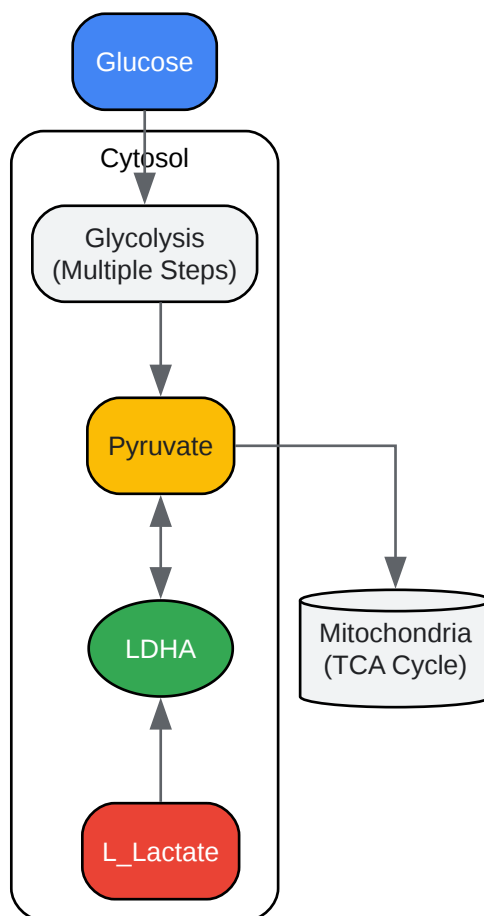 Glucose
Cytosol
Glycolysis
(Multiple Steps)
Pyruvate
LDHA
Mitochondria
(TCA Cycle)
L_Lactate